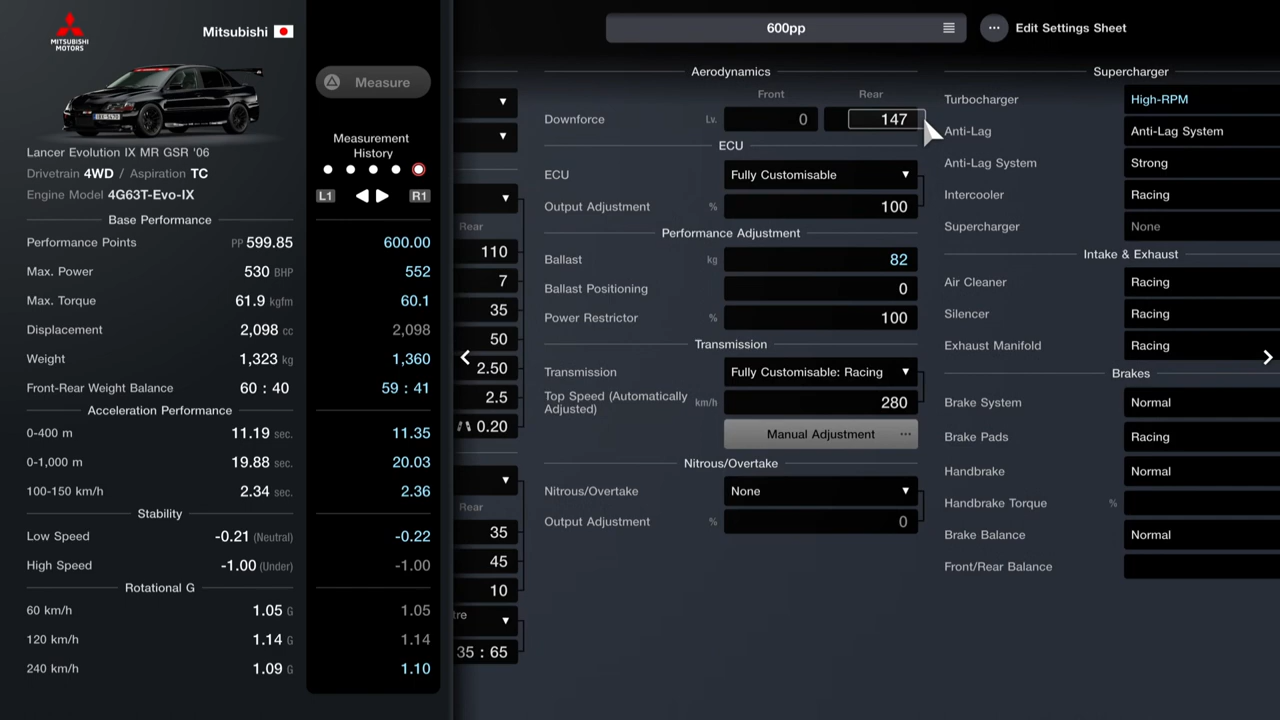 MITSUBISHI
MOTORS
Mitsubishi
Lancer Evolution IX MR GSR '06
Drivetrain 4WD / Aspiration TC
Engine Model 4G63T-Evo-IX
Base Performance
Performance Points PP 599.85
Max. Power 530 BHP
Max. Torque 61.9 kgfm
Displacement 2,098 cc
Weight 1,323 kg
Front-Rear Weight Balance 60 : 40
Acceleration Performance
0-400 m 11.19 sec.
0-1,000 m 19.88 sec.
100-150 km/h 2.34 sec.
Stability
Low Speed -0.21 (Neutral)
High Speed -1.00 (Under)
Rotational G
60 km/h 1.05 G
120 km/h 1.14 G
240 km/h 1.09 G
Measure
Measurement
History
L1 R1
600.00
552
60.1
2,098
1,360
59 : 41
11.35
20.03
2.36
-0.22
-1.00
1.05
1.14
1.10
Rear
110
7
35
50
2.50
2.5
0.20
Rear
35
45
10
tre
35 : 65
600pp
Edit Settings Sheet
Aerodynamics
Front Rear
Downforce Lv. 0 147
ECU
ECU Fully Customisable
Output Adjustment % 100
Performance Adjustment
Ballast kg 82
Ballast Positioning 0
Power Restrictor % 100
Transmission
Transmission Fully Customisable: Racing
Top Speed (Automatically
Adjusted) km/h 280
Manual Adjustment
Nitrous/Overtake
Nitrous/Overtake None
Output Adjustment % 0
Supercharger
Turbocharger High-RPM
Anti-Lag Anti-Lag System
Anti-Lag System Strong
Intercooler Racing
Supercharger None
Intake & Exhaust
Air Cleaner Racing
Silencer Racing
Exhaust Manifold Racing
Brakes
Brake System Normal
Brake Pads Racing
Handbrake Normal
Handbrake Torque %
Brake Balance Normal
Front/Rear Balance